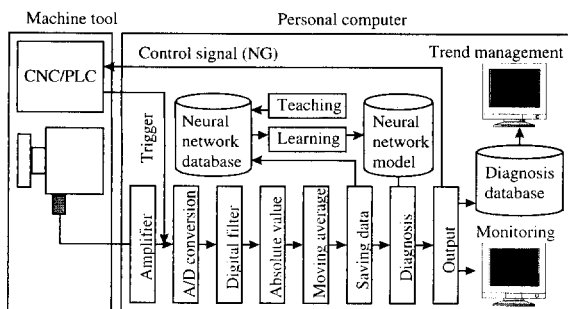 Machine tool
Personal computer
Control signal (NG)
Trend management
CNC/PLC
Trigger
Neural
network
database
Teaching
Learning
Neural
network
model
Diagnosis
database
Amplifier
A/D conversion
Digital filter
Absolute value
Moving average
Saving data
Diagnosis
Output
Monitoring